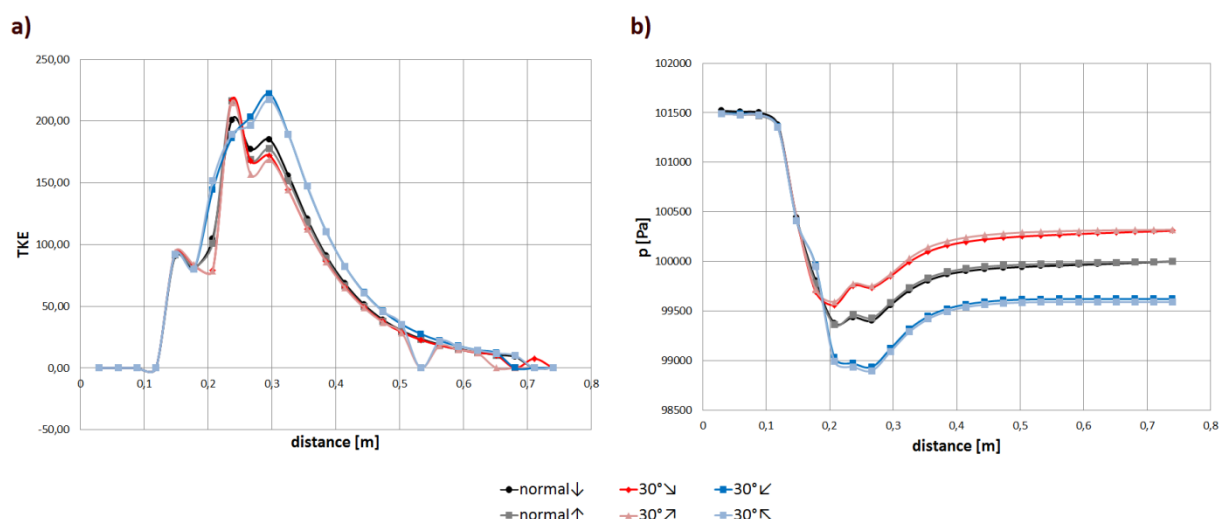 a)
250,00
200,00
150,00
100,00
50,00
0,00
-50,00
TKE
0 0,1 0,2 0,3 0,4 0,5 0,6 0,7 0,8
distance [m]
b)
102000
101500
101000
100500
100000
99500
99000
98500
p [Pa]
0 0,1 0,2 0,3 0,4 0,5 0,6 0,7 0,8
distance [m]
normal↓ 30°↘ 30°↙
normal↑ 30°↗ 30°↖